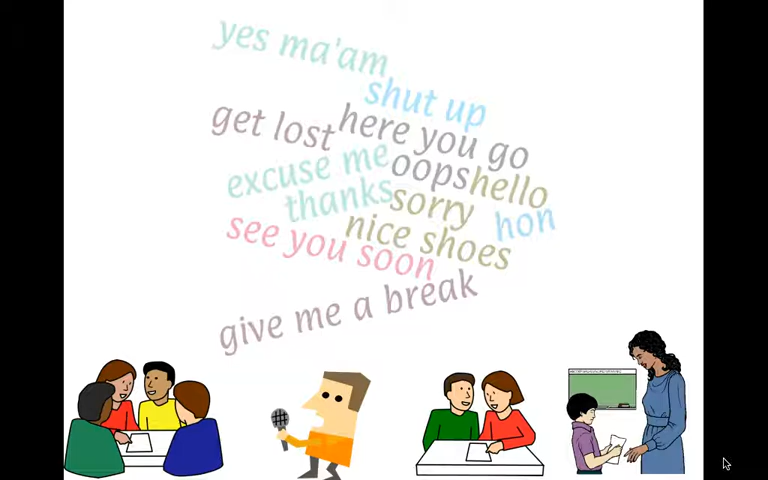 yes ma'am
shut up
get lost
here you go
excuse me
oops
hello
thanks
sorry
hon
see you soon
nice shoes
give me a break